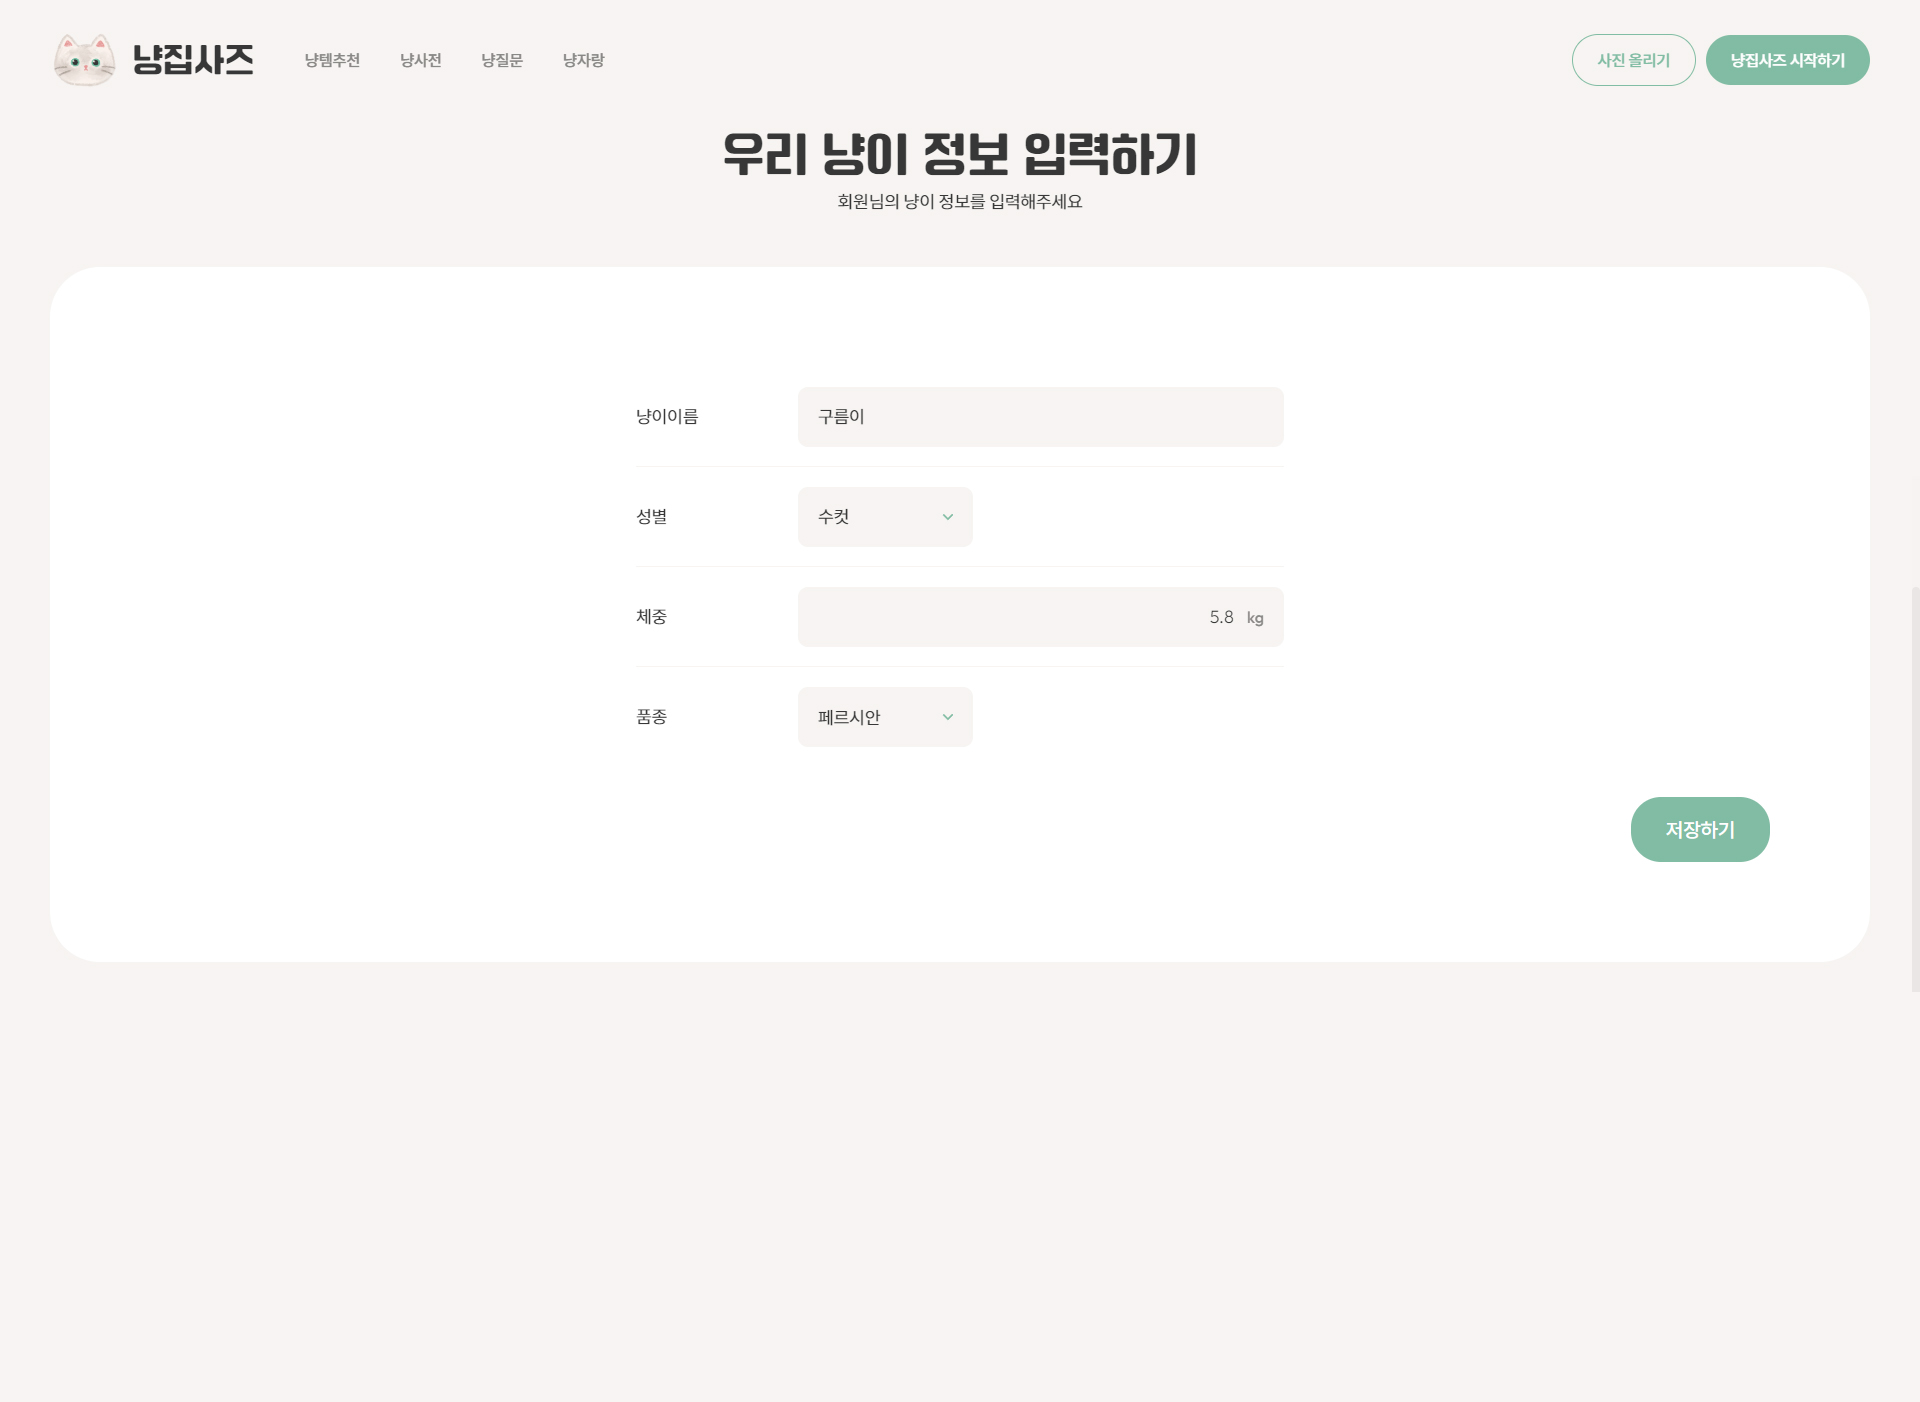 냥집사즈
냥템추천 냥사전 냥질문 냥자랑
사진 올리기 냥집사즈 시작하기
우리 냥이 정보 입력하기
회원님의 냥이 정보를 입력해주세요
냥이이름 구름이
성별 수컷
체중 5.8 kg
품종 페르시안
저장하기